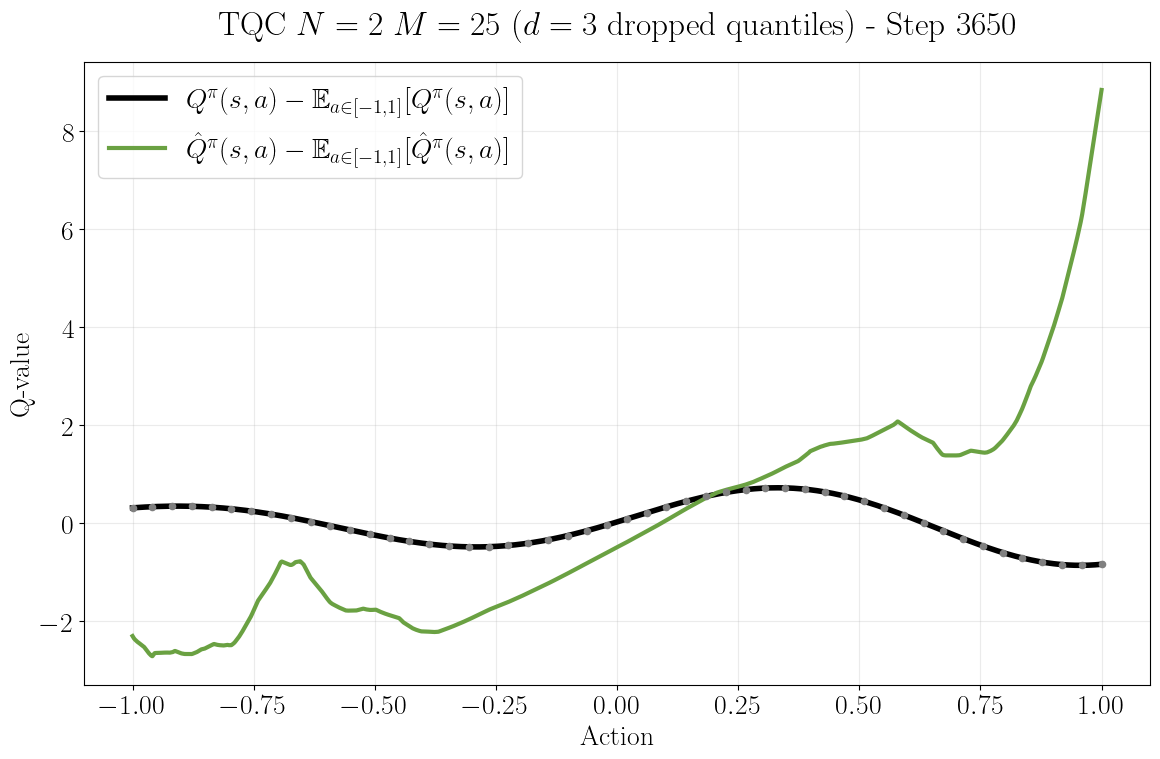 TQC N = 2 M = 25 (d = 3 dropped quantiles) - Step 3650
Q^π(s, a) − 𝔼_{a∈[−1,1]}[Q^π(s, a)]
Q̂^π(s, a) − 𝔼_{a∈[−1,1]}[Q̂^π(s, a)]
Q-value
8
6
4
2
0
−2
−1.00 −0.75 −0.50 −0.25 0.00 0.25 0.50 0.75 1.00
Action